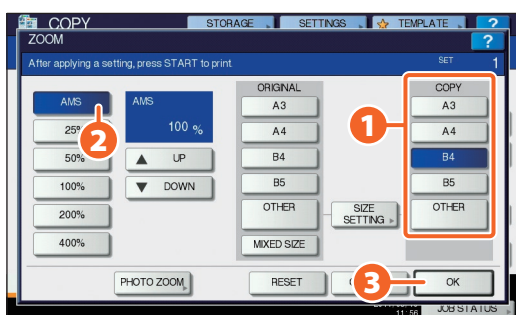 COPY STORAGE SETTINGS TEMPLATE ?
ZOOM ?
After applying a setting, press START to print. SET 1
ORIGINAL COPY
AMS AMS A3 1 A3
2 100 % A4 A4
50% UP B4 B4
100% DOWN B5 B5
200% OTHER SIZE SETTING OTHER
400% MIXED SIZE
PHOTO ZOOM RESET 3 OK
11:56 JOB STATUS